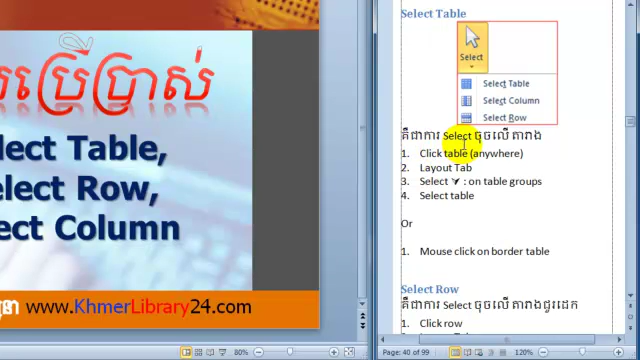 រប្រើប្រាស់
lect Table,
elect Row,
ect Column
www.KhmerLibrary24.com
80%
Select Table
Select
Select Table
Select Column
Select Row
គឺជាការ Select ចុចលើ តារាង
1. Click table (anywhere)
2. Layout Tab
3. Select : on table groups
4. Select table
Or
1. Mouse click on border table
Select Row
គឺជាការ Select ចុចលើ តារាងជួរដេក
1. Click row
Page: 40 of 99
120%